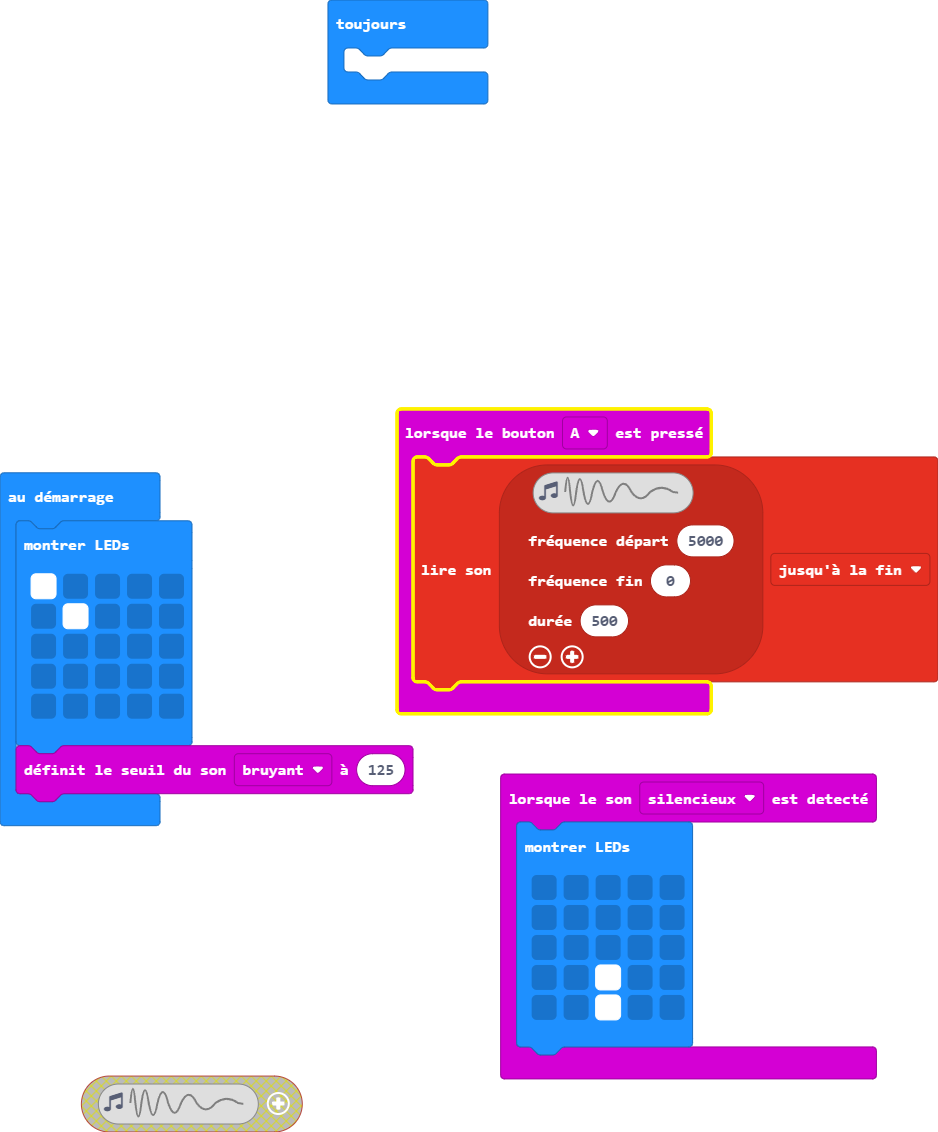 toujours
lorsque le bouton A est pressé
lire son
fréquence départ 5000
fréquence fin 0
durée 500
jusqu'à la fin
au démarrage
montrer LEDs
définit le seuil du son bruyant à 125
lorsque le son silencieux est detecté
montrer LEDs